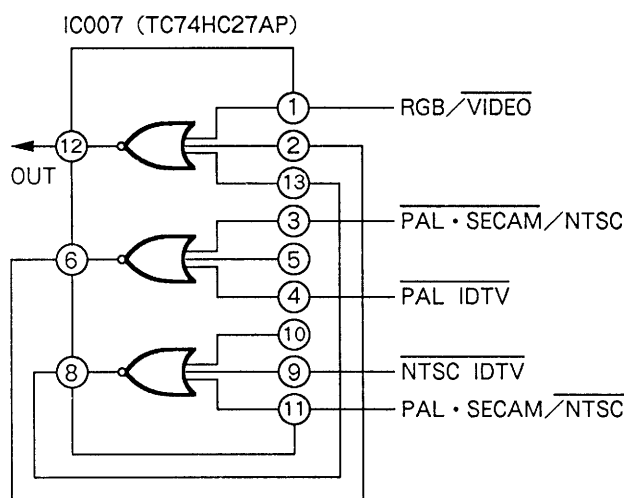 IC007 (TC74HC27AP)
1 RGB/VIDEO
12 2
OUT 13
3 PAL・SECAM/NTSC
6 5
4 PAL IDTV
10
8 9 NTSC IDTV
11 PAL・SECAM/NTSC